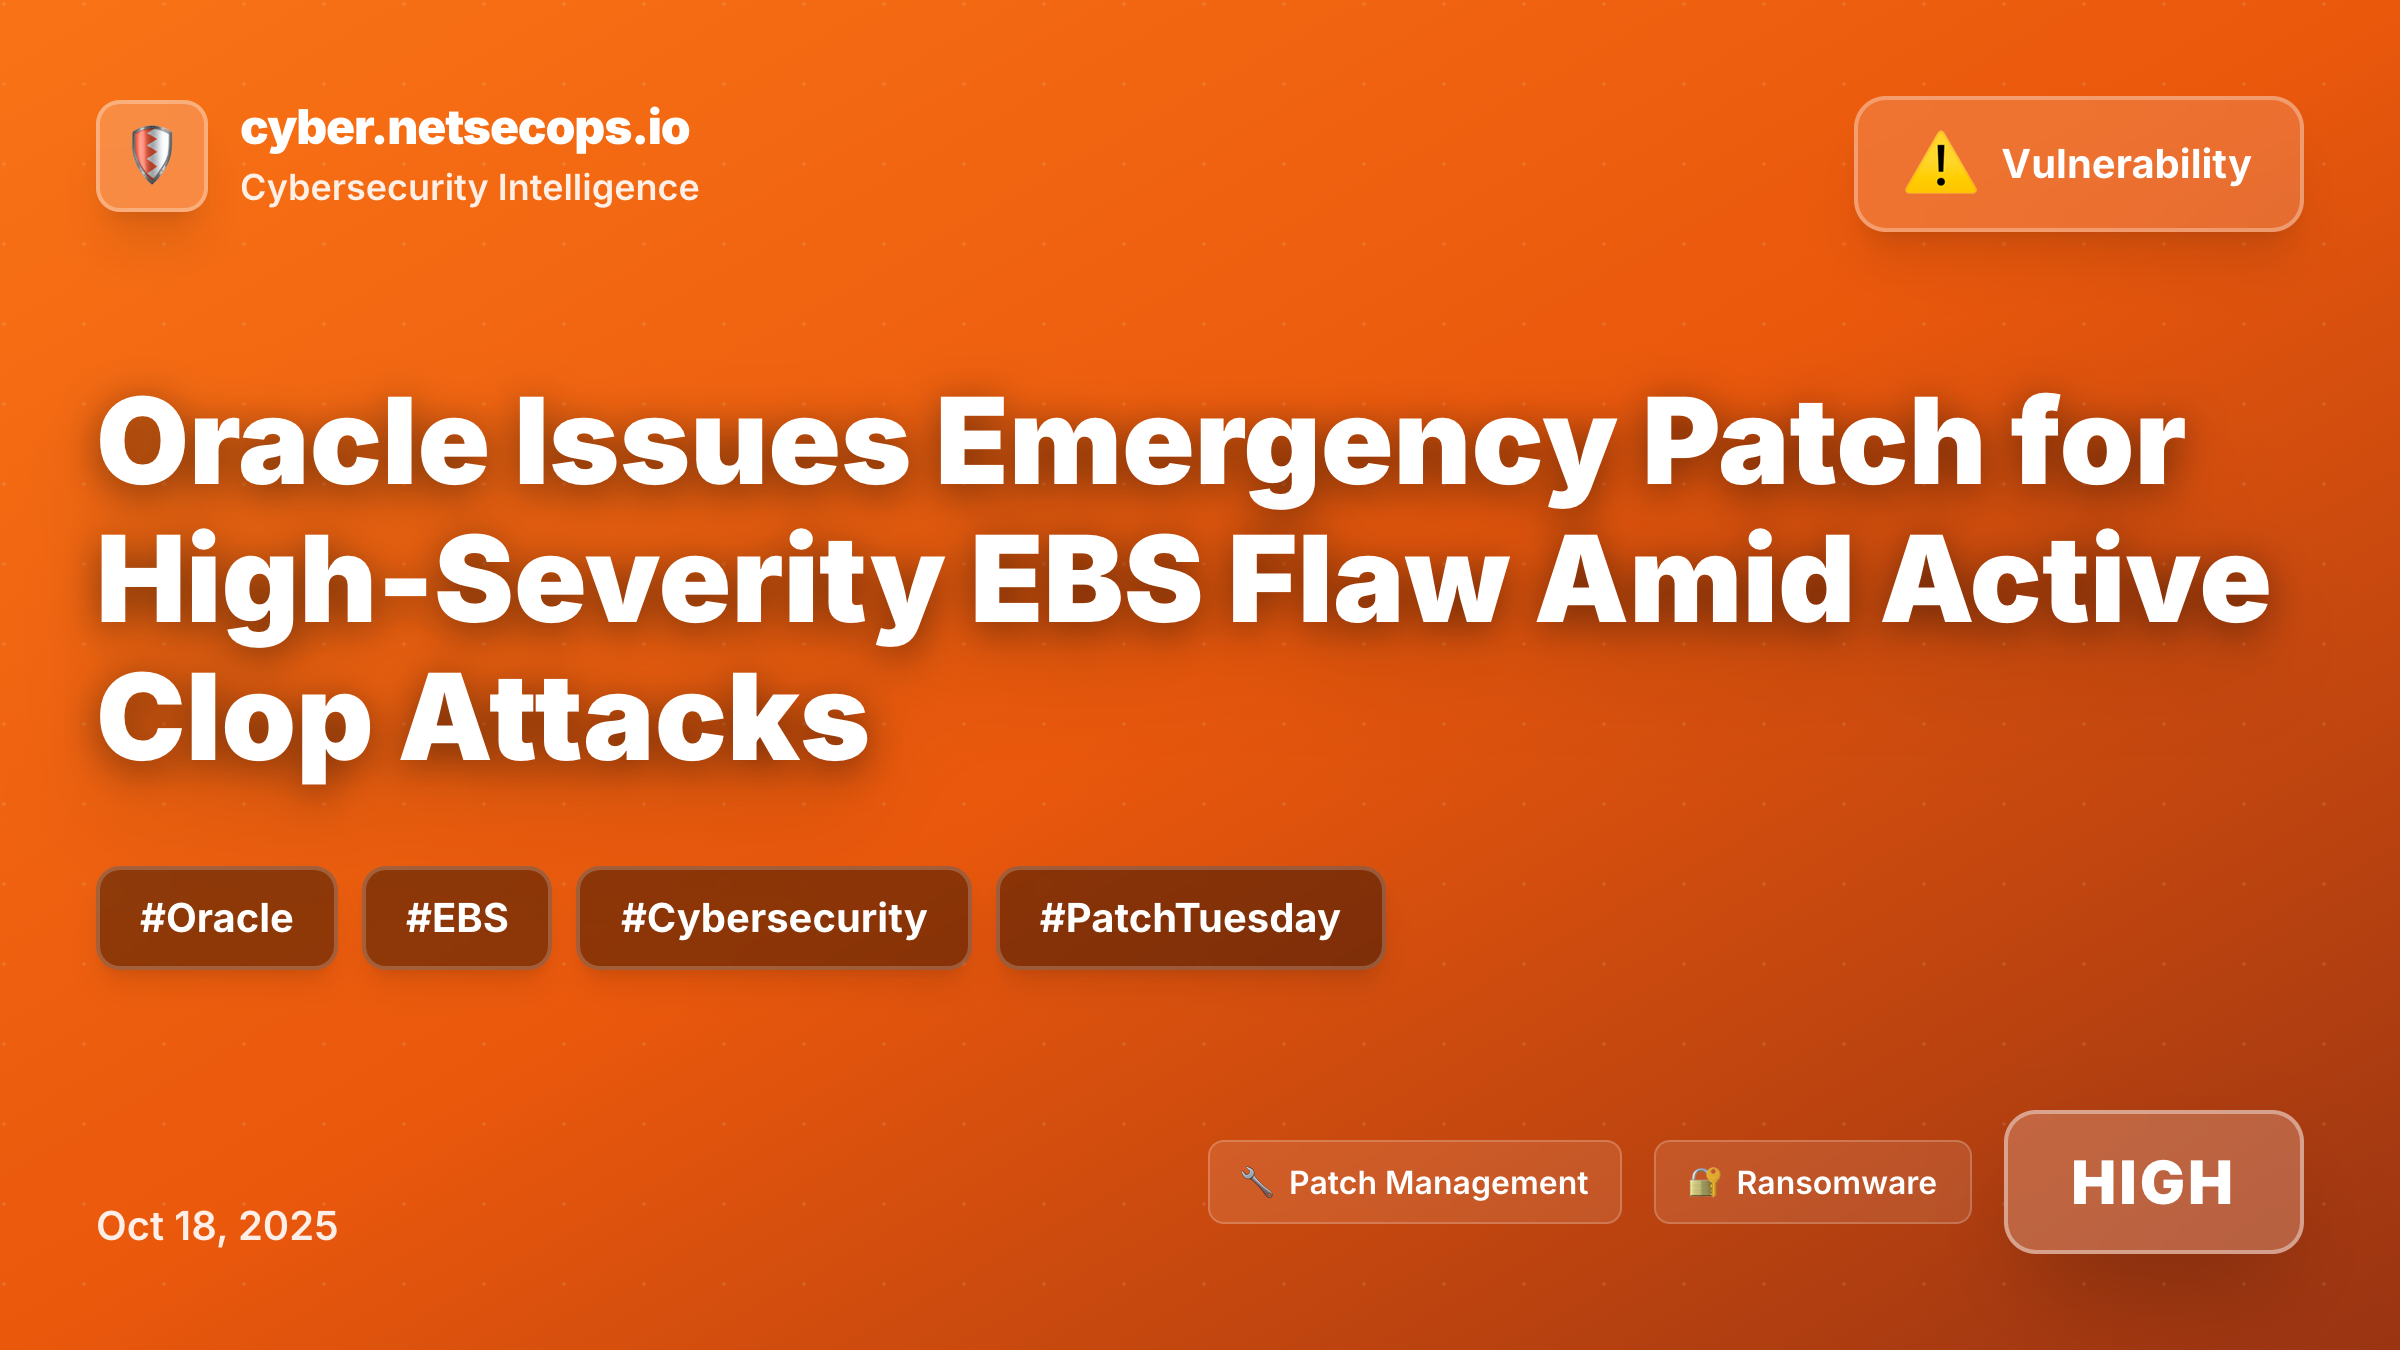 cyber.netsecops.io
Cybersecurity Intelligence
Vulnerability
Oracle Issues Emergency Patch for
High-Severity EBS Flaw Amid Active
Clop Attacks
#Oracle
#EBS
#Cybersecurity
#PatchTuesday
Oct 18, 2025
Patch Management
Ransomware
HIGH